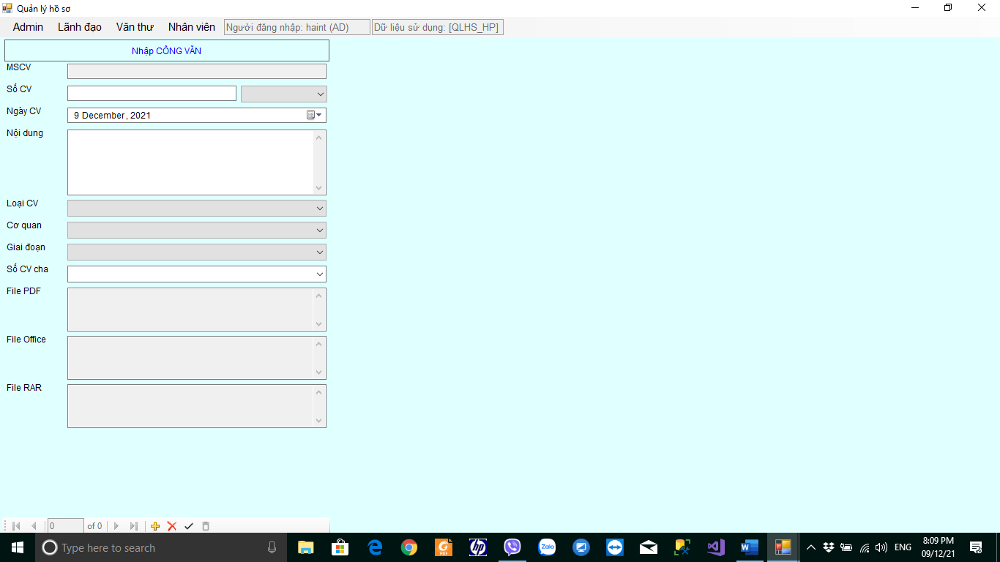 Quản lý hồ sơ
Admin Lãnh đạo Văn thư Nhân viên Người đăng nhập: haint (AD) Dữ liệu sử dụng: [QLHS_HP]
Nhập CÔNG VĂN
MSCV
Số CV
Ngày CV 9 December, 2021
Nội dung
Loại CV
Cơ quan
Giai đoạn
Số CV cha
File PDF
File Office
File RAR
0 of 0
Type here to search
PDF
hp
Zalo
ENG
8:09 PM
09/12/21